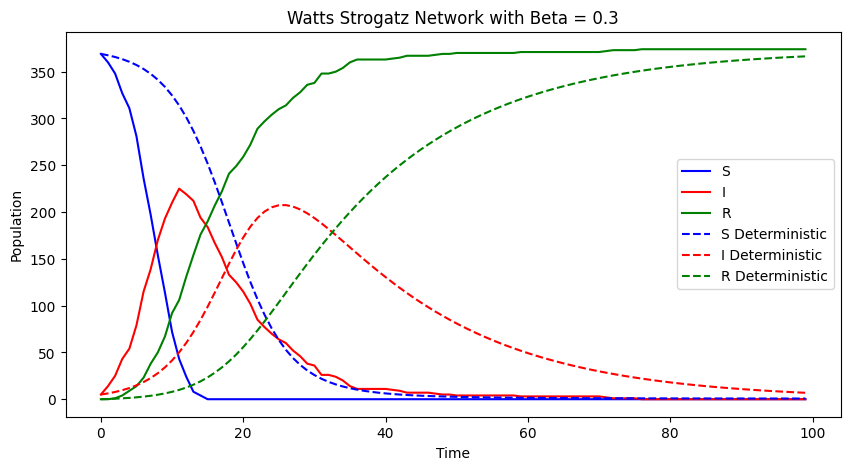 Watts Strogatz Network with Beta = 0.3
Population
350
300
250
200
150
100
50
0
S
I
R
S Deterministic
I Deterministic
R Deterministic
0
20
40
60
80
100
Time